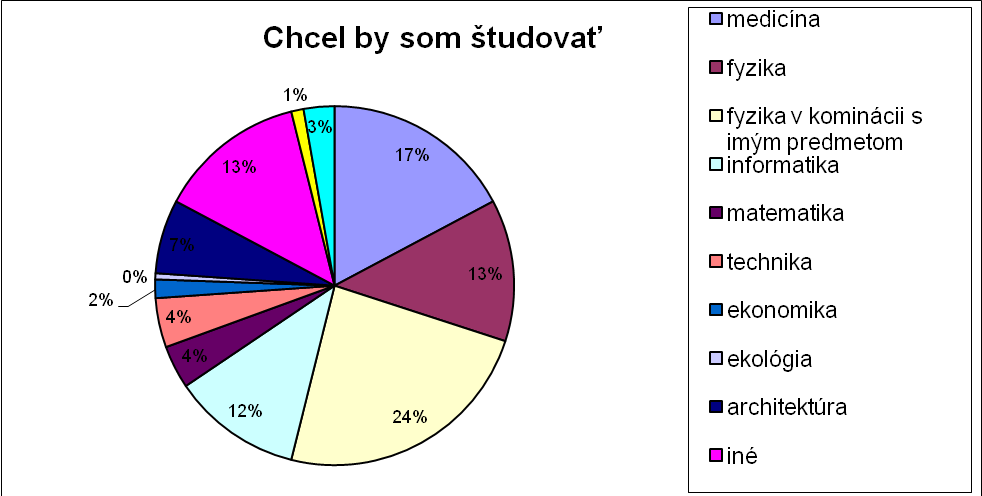 Chcel by som študovať
1%
3%
17%
13%
13%
7%
0%
2%
4%
4%
12%
24%
medicína
fyzika
fyzika v kominácii s
imým predmetom
informatika
matematika
technika
ekonomika
ekológia
architektúra
iné